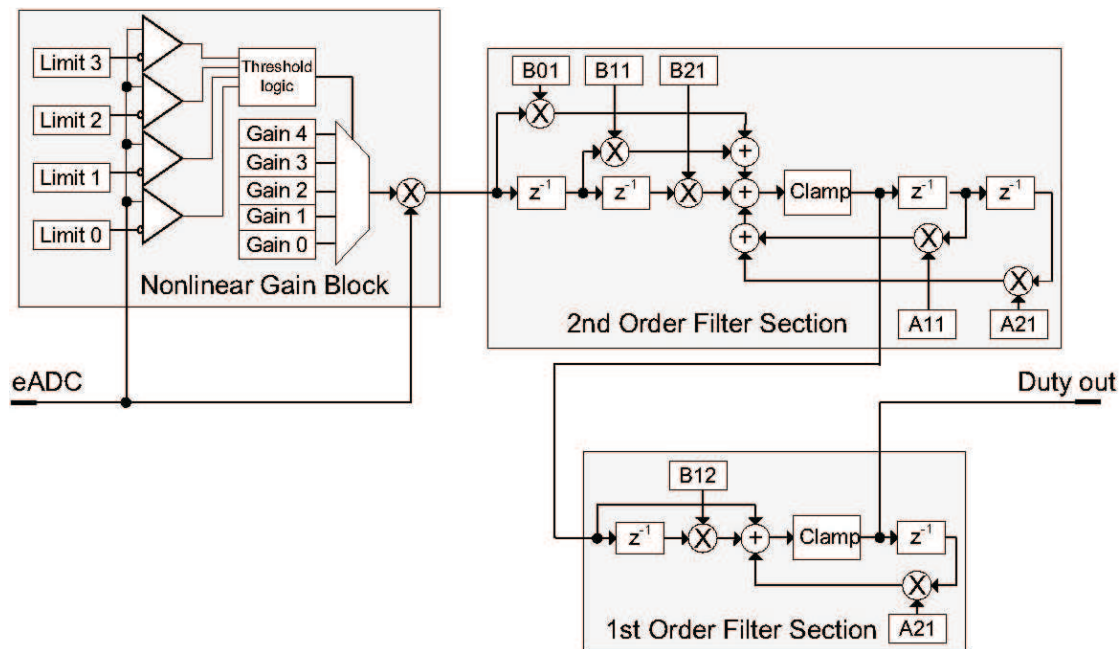 Limit 3
Limit 2
Limit 1
Limit 0
Threshold
logic
Gain 4
Gain 3
Gain 2
Gain 1
Gain 0
X
Nonlinear Gain Block
eADC
B01
B11
B21
X
X
+
z-1
z-1
X
+
Clamp
z-1
z-1
+
X
X
A11
A21
2nd Order Filter Section
Duty out
B12
z-1
X
+
Clamp
z-1
X
A21
1st Order Filter Section